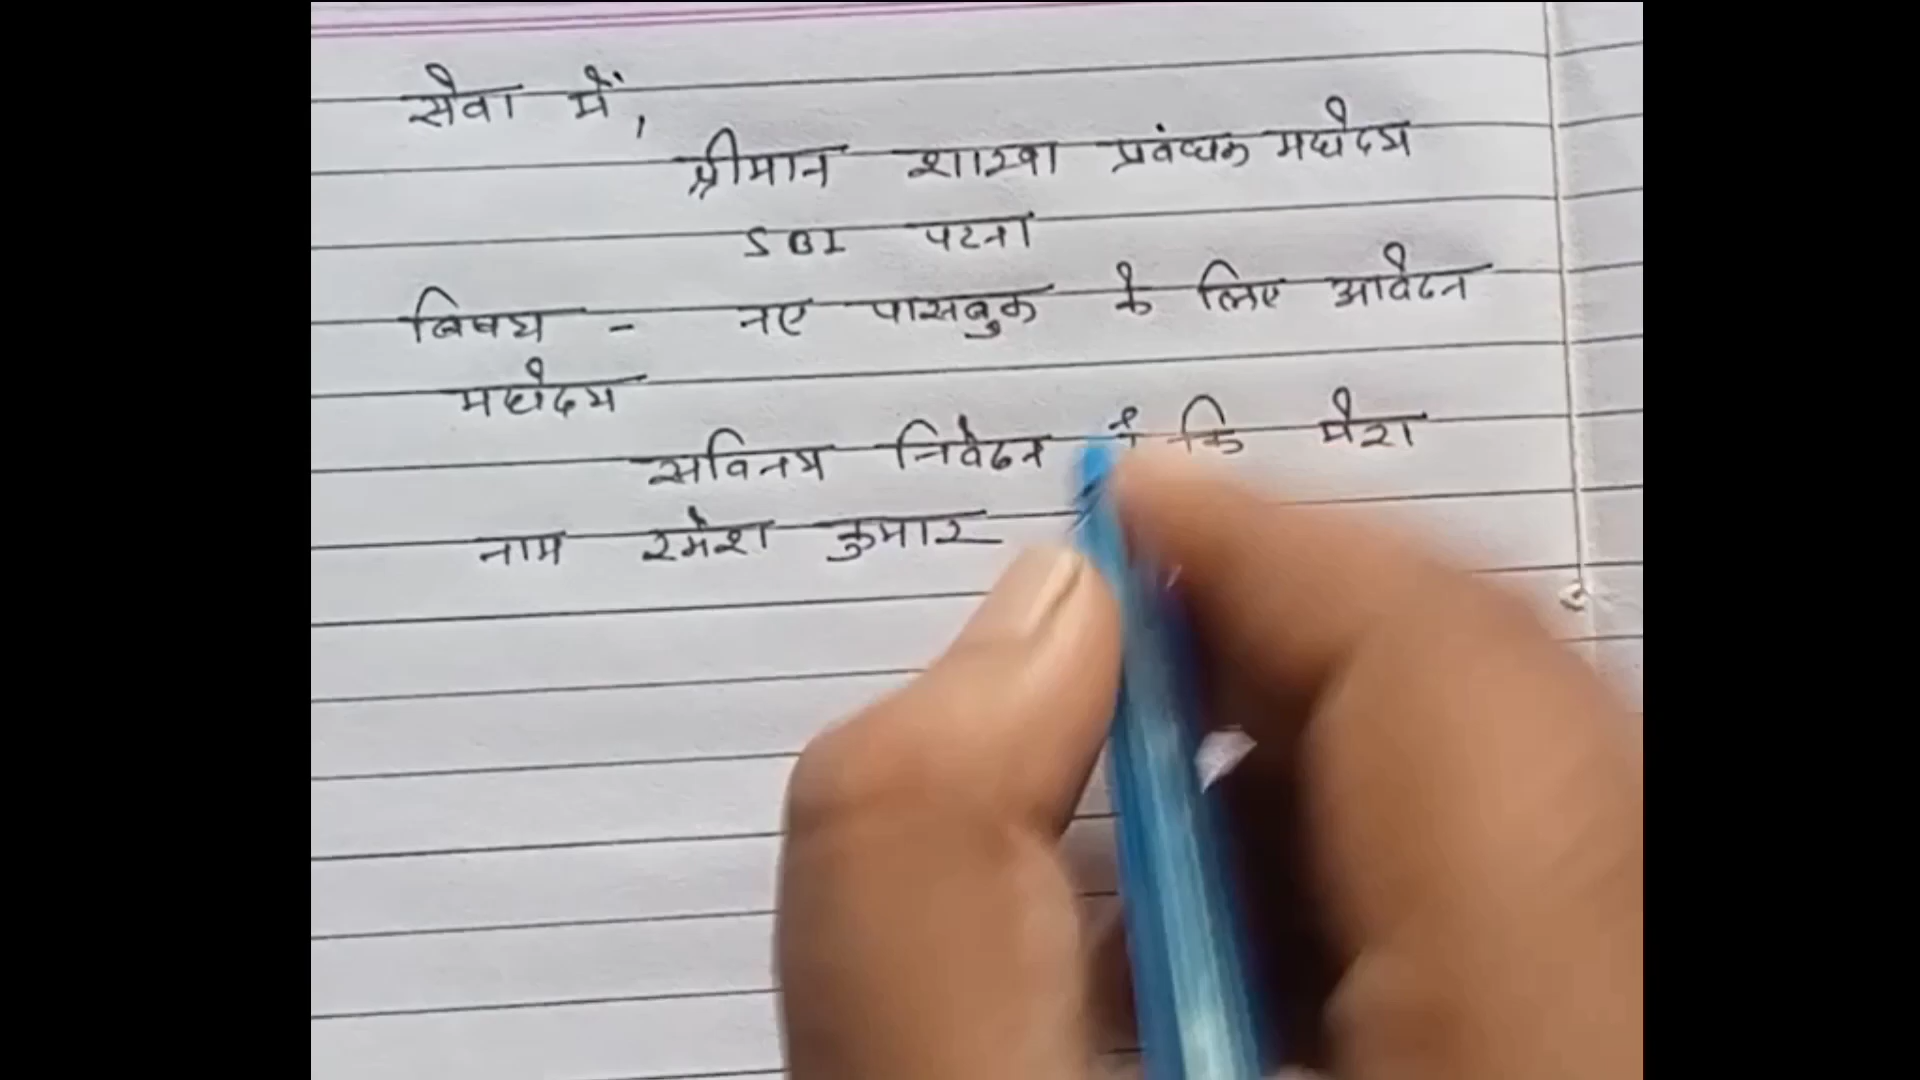 सेवा में,
श्रीमान शाखा प्रबंधक महोदय
SBI पटना
बिषय - नए पासबुक के लिए आवेदन
महोदय
सविनय निवेदन है कि मेरा
नाम रमेश कुमार